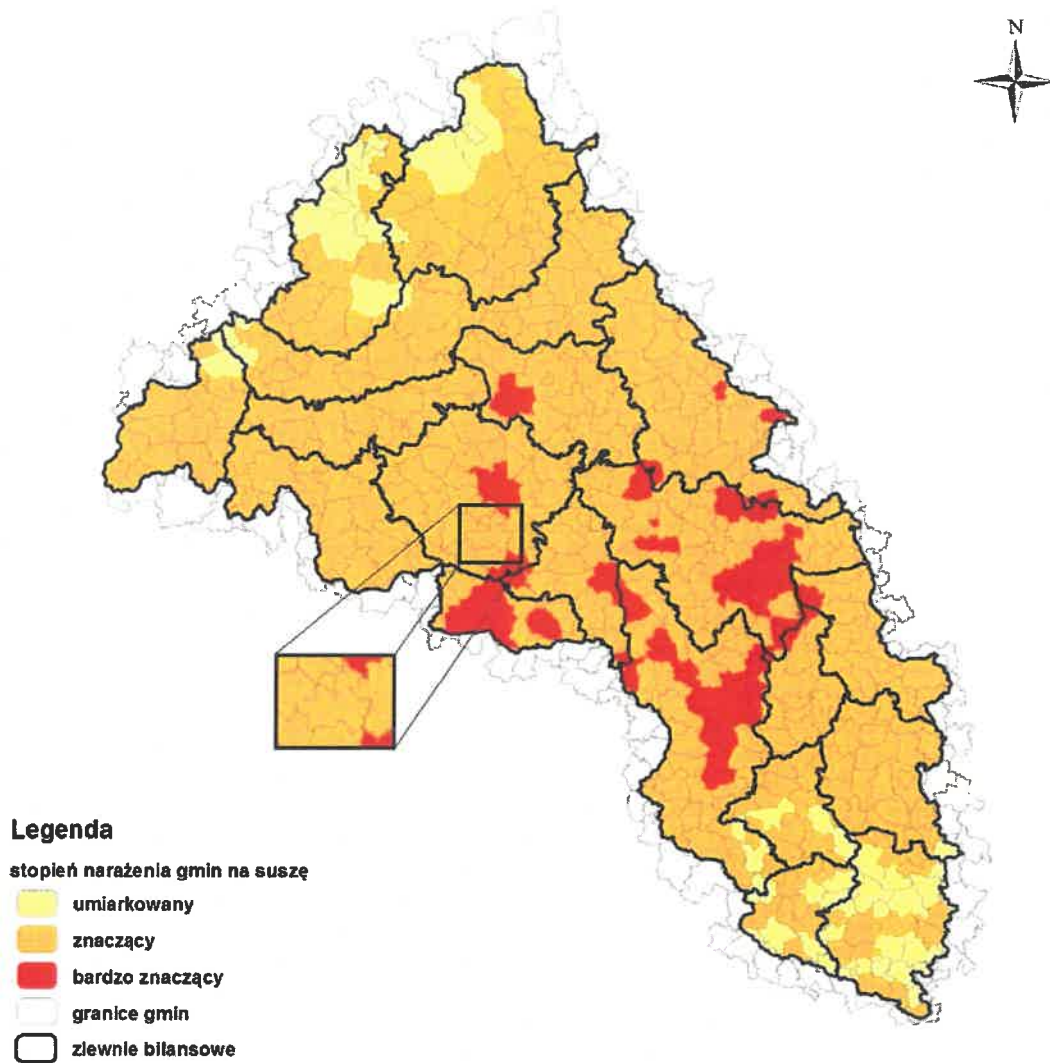 N
Legenda
stopień narażenia gmin na suszę
umiarkowany
znaczący
bardzo znaczący
granice gmin
zlewnie bilansowe